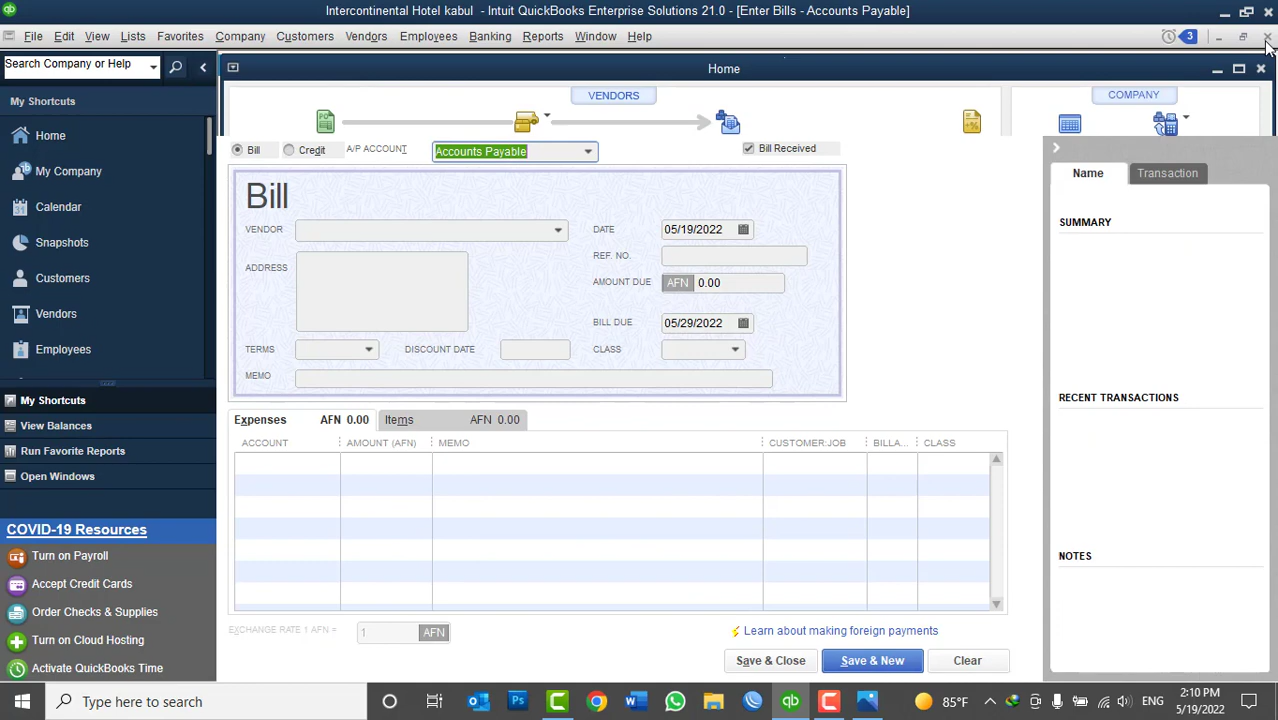 Intercontinental Hotel kabul - Intuit QuickBooks Enterprise Solutions 21.0 - [Enter Bills - Accounts Payable]
File Edit View Lists Favorites Company Customers Vendors Employees Banking Reports Window Help 3
Search Company or Help
Home
My Shortcuts
VENDORS COMPANY
Home
My Company
Calendar
Snapshots
Customers
Vendors
Employees
My Shortcuts
View Balances
Run Favorite Reports
Open Windows
COVID-19 Resources
Turn on Payroll
Accept Credit Cards
Order Checks & Supplies
Turn on Cloud Hosting
Activate QuickBooks Time
PO
Bill Credit A/P ACCOUNT Accounts Payable Bill Received
Bill
VENDOR DATE 05/19/2022
REF. NO.
ADDRESS
AMOUNT DUE AFN 0.00
BILL DUE 05/29/2022
TERMS DISCOUNT DATE CLASS
MEMO
Expenses AFN 0.00 Items AFN 0.00
ACCOUNT AMOUNT (AFN) MEMO CUSTOMER:JOB BILLA... CLASS
EXCHANGE RATE 1 AFN = 1 AFN
Learn about making foreign payments
Save & Close Save & New Clear
Name Transaction
SUMMARY
RECENT TRANSACTIONS
NOTES
Type here to search
85°F
ENG
2:10 PM
5/19/2022